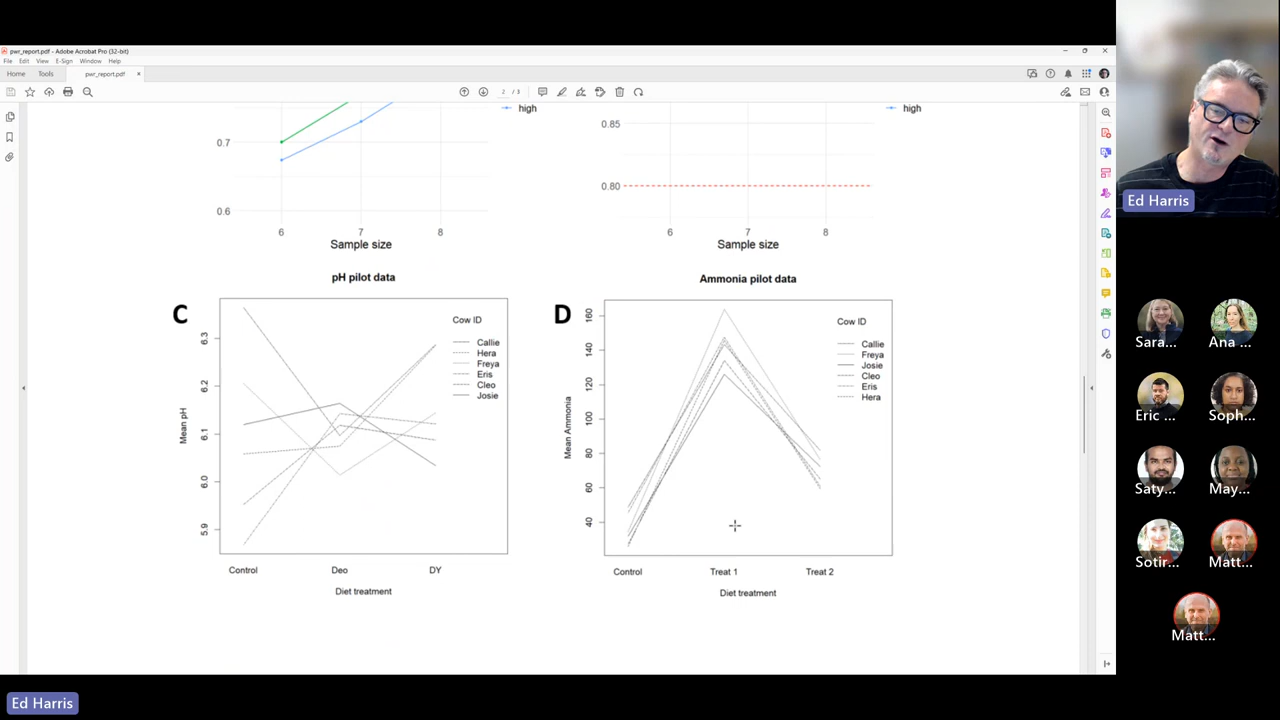 pwr_report.pdf - Adobe Acrobat Pro (32-bit)
File Edit View E-Sign Window Help
Home Tools pwr_report.pdf ×
2 / 3
high
0.7
0.6
6 7 8
Sample size
high
0.85
0.80
6 7 8
Sample size
pH pilot data
C
Cow ID
Callie
Hera
Freya
Eris
Cleo
Josie
6.3
6.2
6.1
6.0
5.9
Mean pH
Control Deo DY
Diet treatment
Ammonia pilot data
D
Cow ID
Callie
Freya
Josie
Cleo
Eris
Hera
160
140
120
100
80
60
40
Mean Ammonia
Control Treat 1 Treat 2
Diet treatment
Ed Harris
Sara... Ana ...
Eric ... Soph...
Saty... May...
Sotir... Matt...
Matt...
Ed Harris